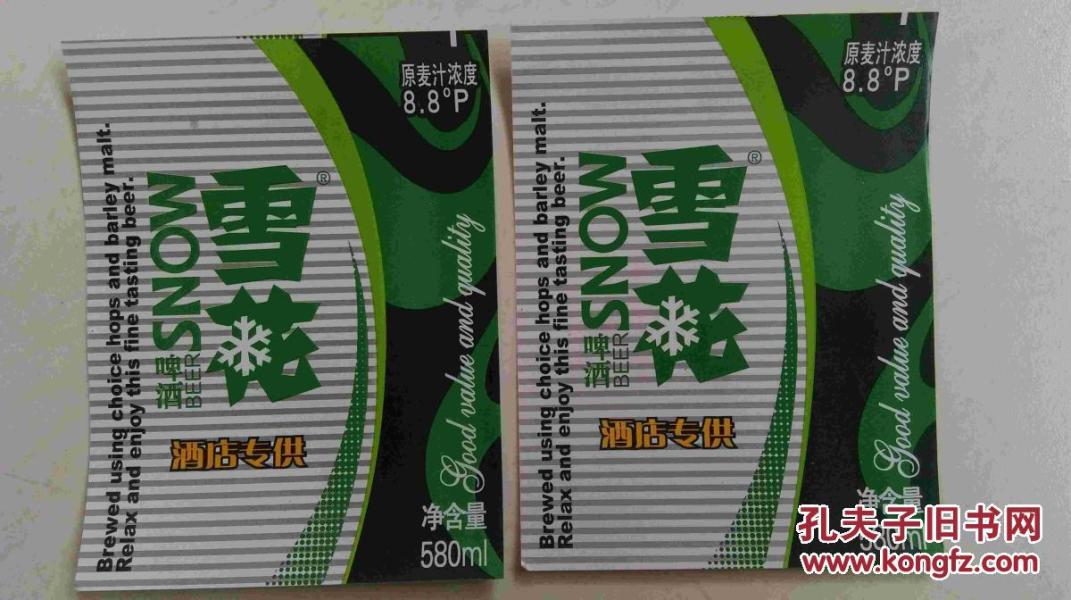 原麦汁浓度
8.8°P
Brewed using choice hops and barley malt.
Relax and enjoy this fine tasting beer.
雪花®
SNOW
啤酒
BEER
酒店专供
Good value and quality
净含量
580ml
原麦汁浓度
8.8°P
Brewed using choice hops and barley malt.
Relax and enjoy this fine tasting beer.
雪花®
SNOW
啤酒
BEER
酒店专供
Good value and quality
净含量
580ml
孔夫子旧书网
www.kongfz.com